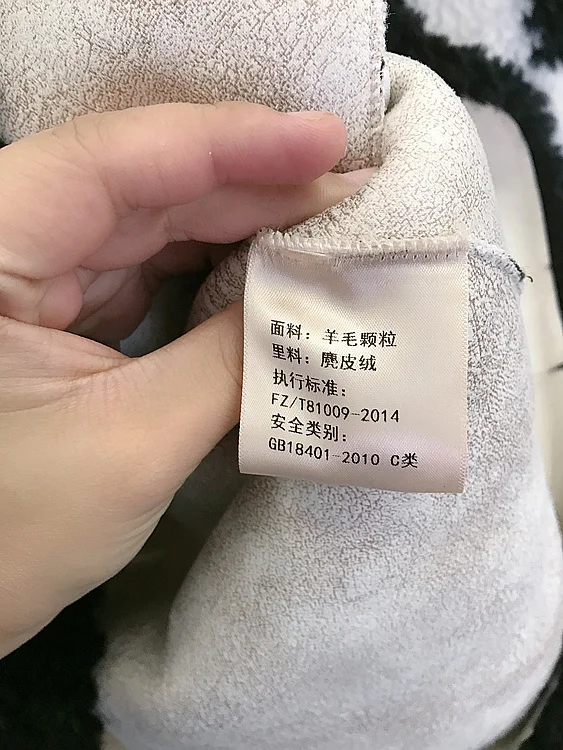 面料：羊毛颗粒
里料：麂皮绒
执行标准：
FZ/T81009-2014
安全类别：
GB18401-2010 C类